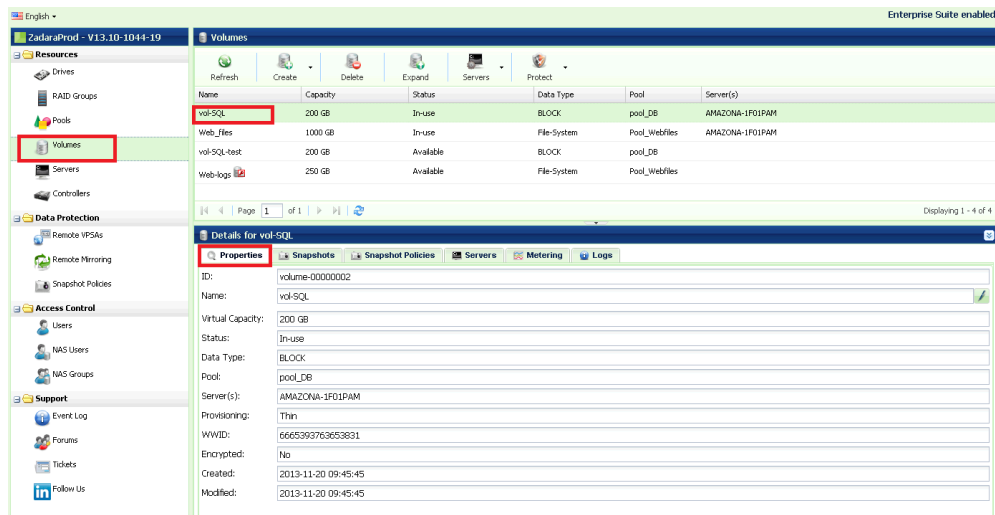 English
Enterprise Suite enabled
ZadaraProd - V13.10-1044-19
Resources
Drives
RAID Groups
Pools
Volumes
Servers
Controllers
Data Protection
Remote VPSAs
Remote Mirroring
Snapshot Policies
Access Control
Users
NAS Users
NAS Groups
Support
Event Log
Forums
Tickets
in Follow Us
Volumes
Refresh Create Delete Expand Servers Protect
Name Capacity Status Data Type Pool Server(s)
vol-SQL 200 GB In-use BLOCK pool_DB AMAZONA-1F01PAM
Web_files 1000 GB In-use File-System Pool_Webfiles AMAZONA-1F01PAM
vol-SQL-test 200 GB Available BLOCK pool_DB
Web-logs 250 GB Available File-System Pool_Webfiles
Page 1 of 1 Displaying 1 - 4 of 4
Details for vol-SQL
Properties Snapshots Snapshot Policies Servers Metering Logs
ID: volume-00000002
Name: vol-SQL
Virtual Capacity: 200 GB
Status: In-use
Data Type: BLOCK
Pool: pool_DB
Server(s): AMAZONA-1F01PAM
Provisioning: Thin
WWID: 6665393763653831
Encrypted: No
Created: 2013-11-20 09:45:45
Modified: 2013-11-20 09:45:45